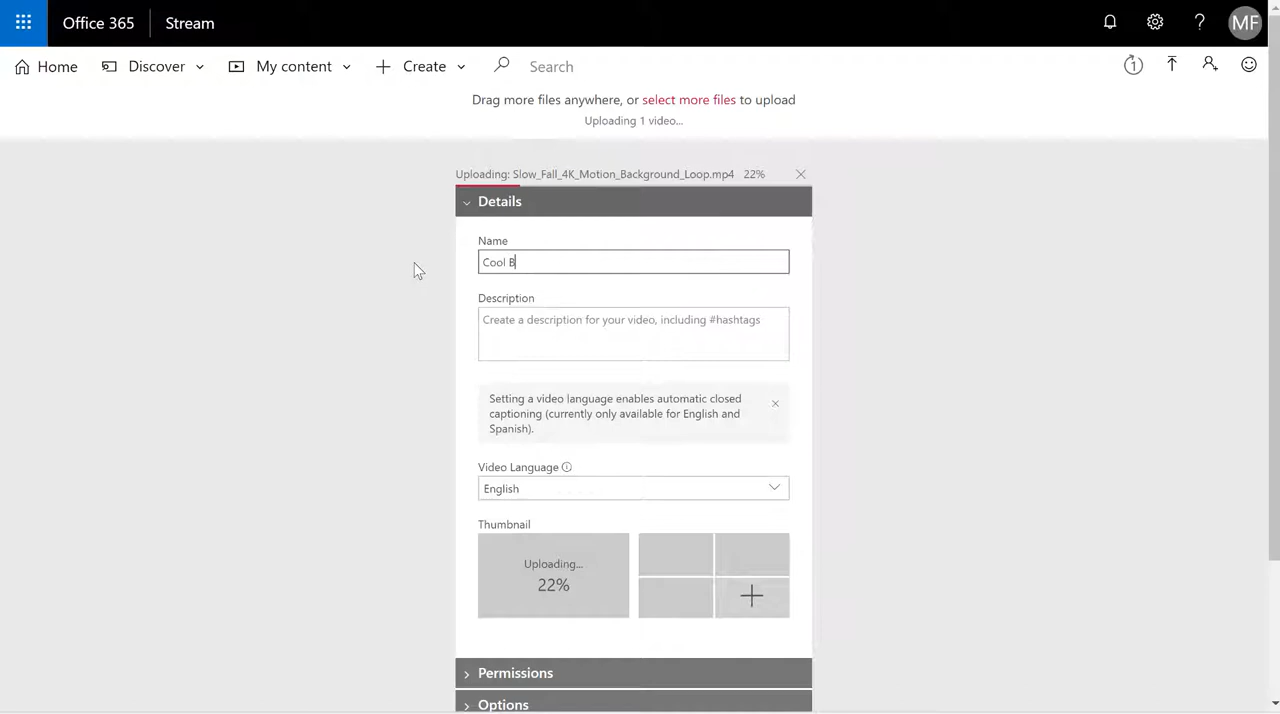 Office 365 Stream MF
Home Discover My content Create Search 1
Drag more files anywhere, or select more files to upload
Uploading 1 video...
Uploading: Slow_Fall_4K_Motion_Background_Loop.mp4 22%
Details
Name
Cool B
Description
Create a description for your video, including #hashtags
Setting a video language enables automatic closed
captioning (currently only available for English and
Spanish).
Video Language
English
Thumbnail
Uploading...
22%
Permissions
Options